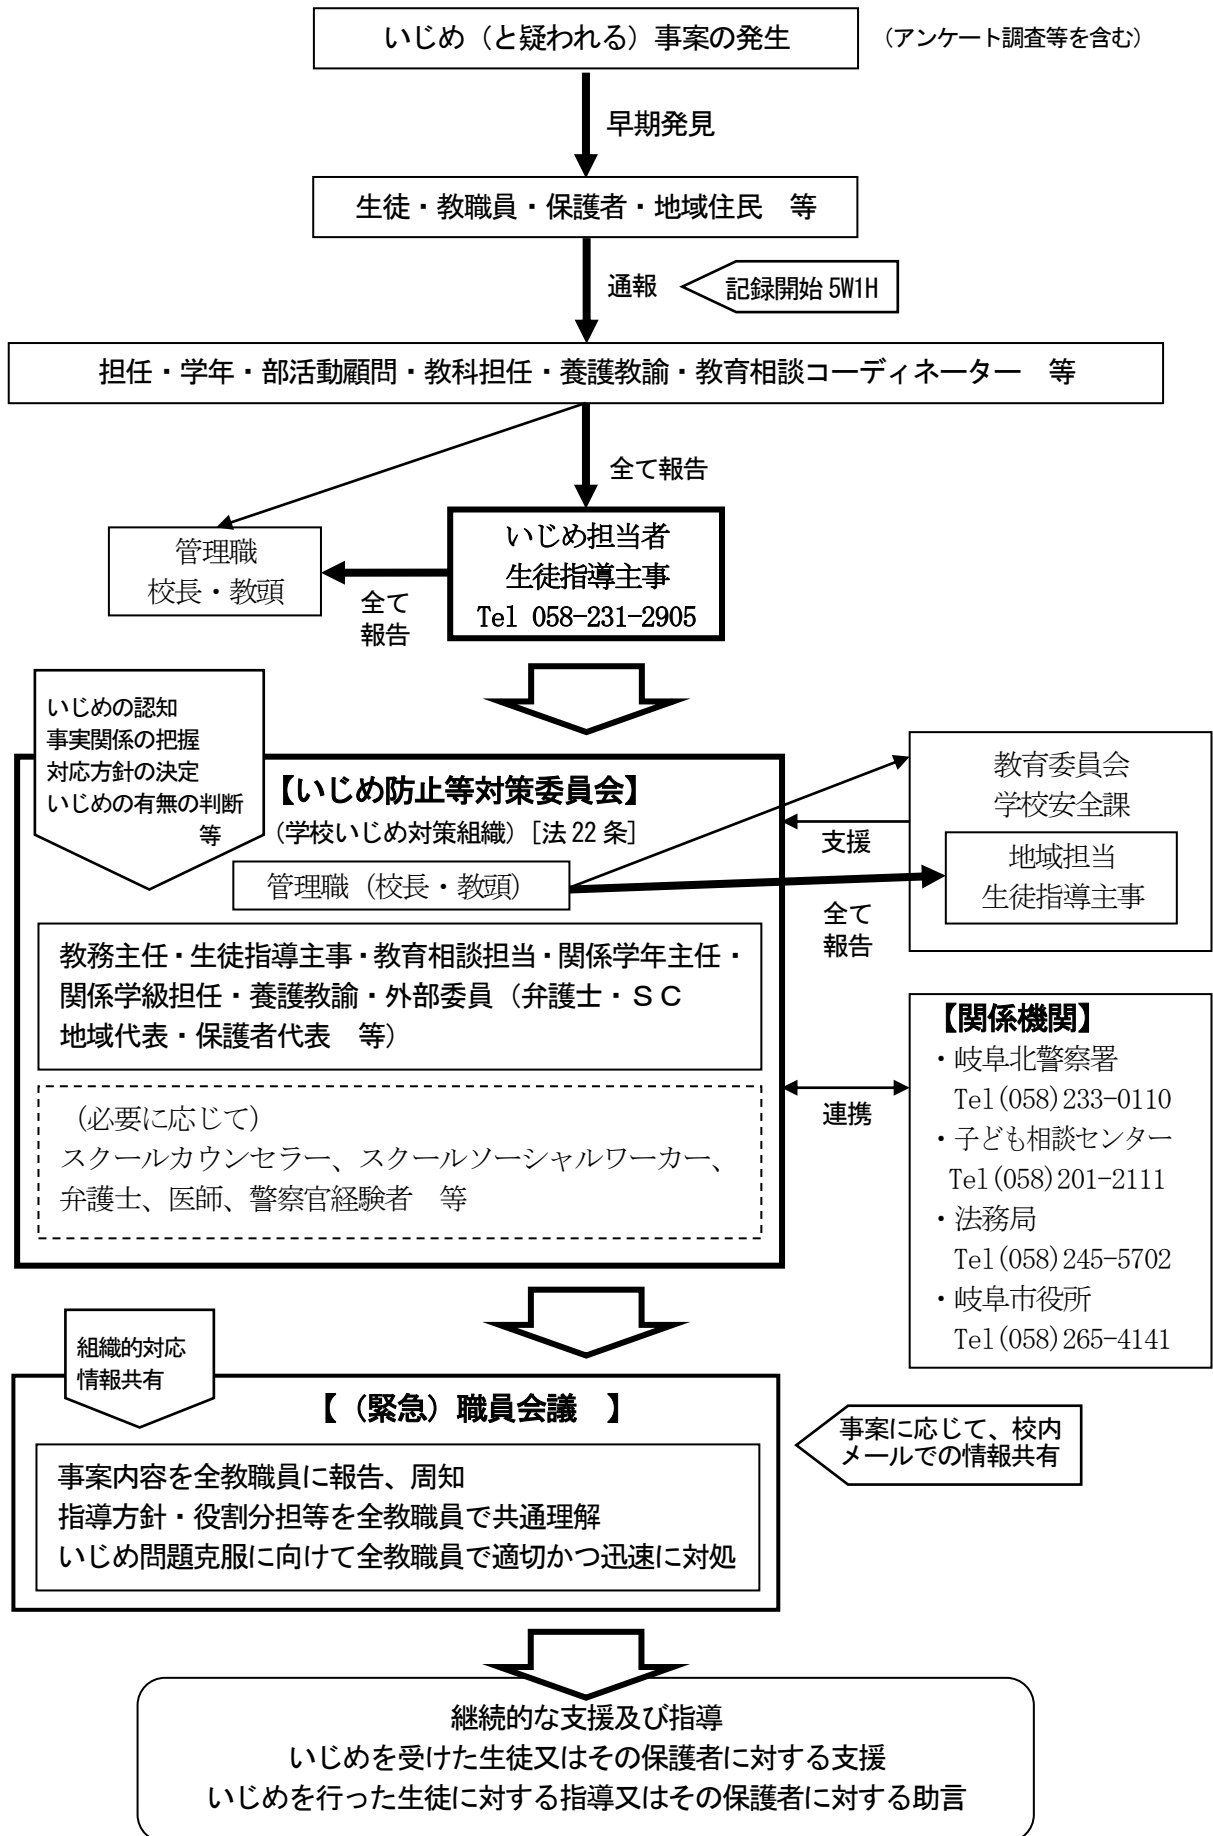 いじめ（と疑われる）事案の発生
（アンケート調査等を含む）
早期発見
生徒・教職員・保護者・地域住民　等
通報
記録開始 5W1H
担任・学年・部活動顧問・教科担任・養護教諭・教育相談コーディネーター　等
全て報告
管理職
校長・教頭
全て
報告
いじめ担当者
生徒指導主事
Tel 058-231-2905
いじめの認知
事実関係の把握
対応方針の決定
いじめの有無の判断
等
【いじめ防止等対策委員会】
（学校いじめ対策組織）［法 22 条］
管理職（校長・教頭）
教務主任・生徒指導主事・教育相談担当・関係学年主任・
関係学級担任・養護教諭・外部委員（弁護士・ＳＣ
地域代表・保護者代表　等）
（必要に応じて）
スクールカウンセラー、スクールソーシャルワーカー、
弁護士、医師、警察官経験者　等
教育委員会
学校安全課
地域担当
生徒指導主事
支援
全て
報告
連携
【関係機関】
・岐阜北警察署
Tel(058)233-0110
・子ども相談センター
Tel(058)201-2111
・法務局
Tel(058)245-5702
・岐阜市役所
Tel(058)265-4141
組織的対応
情報共有
【（緊急）職員会議　】
事案内容を全教職員に報告、周知
指導方針・役割分担等を全教職員で共通理解
いじめ問題克服に向けて全教職員で適切かつ迅速に対処
事案に応じて、校内
メールでの情報共有
継続的な支援及び指導
いじめを受けた生徒又はその保護者に対する支援
いじめを行った生徒に対する指導又はその保護者に対する助言